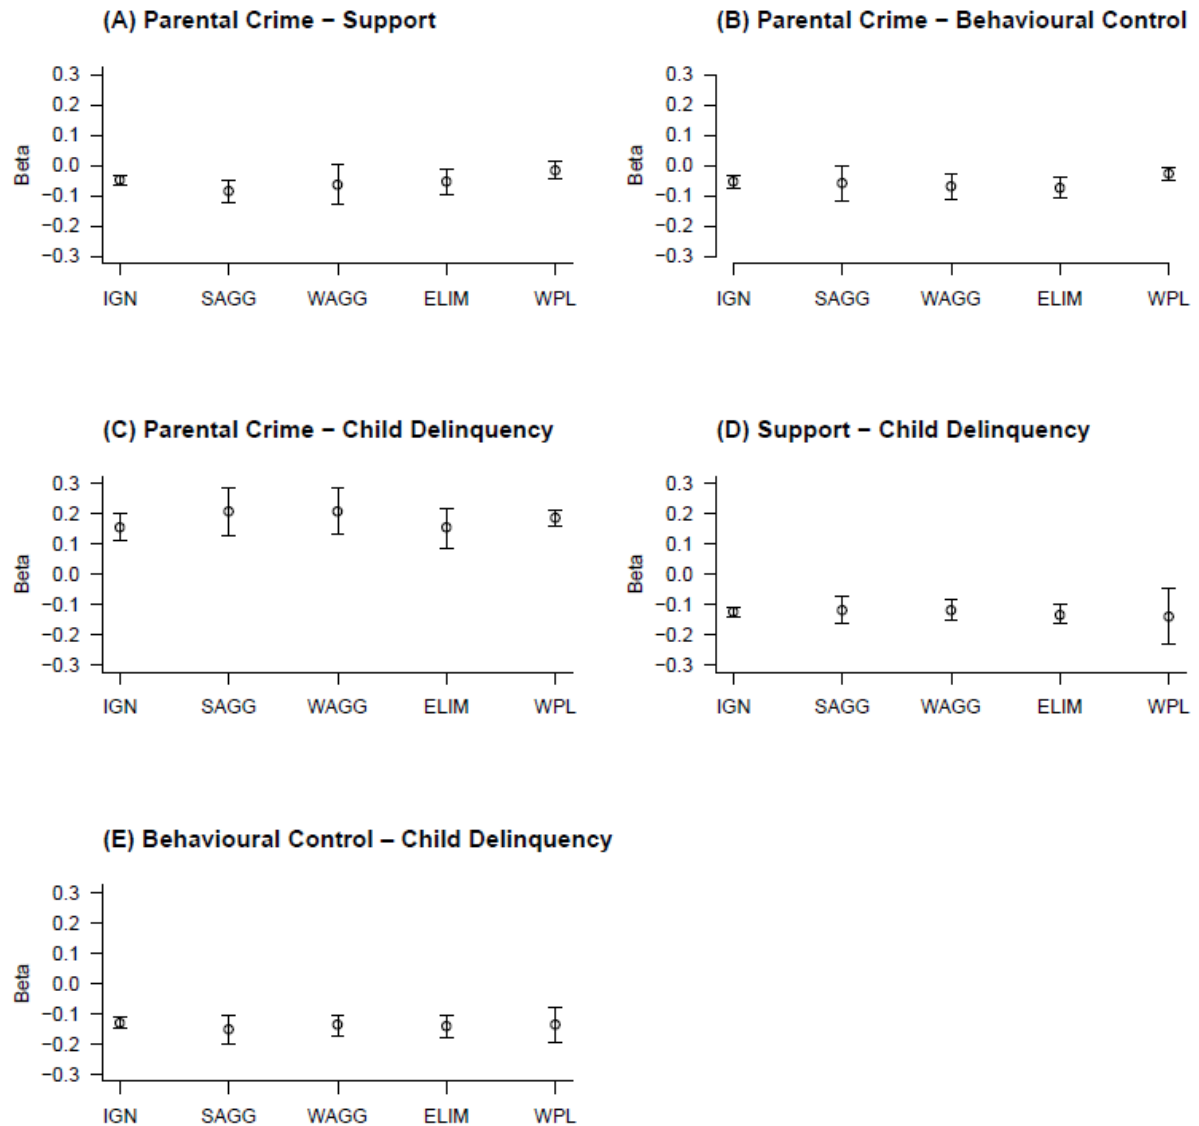 (A) Parental Crime − Support
0.3
0.2
0.1
0.0
−0.1
−0.2
−0.3
Beta
IGN SAGG WAGG ELIM WPL
(B) Parental Crime − Behavioural Control
0.3
0.2
0.1
0.0
−0.1
−0.2
−0.3
Beta
IGN SAGG WAGG ELIM WPL
(C) Parental Crime − Child Delinquency
0.3
0.2
0.1
0.0
−0.1
−0.2
−0.3
Beta
IGN SAGG WAGG ELIM WPL
(D) Support − Child Delinquency
0.3
0.2
0.1
0.0
−0.1
−0.2
−0.3
Beta
IGN SAGG WAGG ELIM WPL
(E) Behavioural Control – Child Delinquency
0.3
0.2
0.1
0.0
−0.1
−0.2
−0.3
Beta
IGN SAGG WAGG ELIM WPL